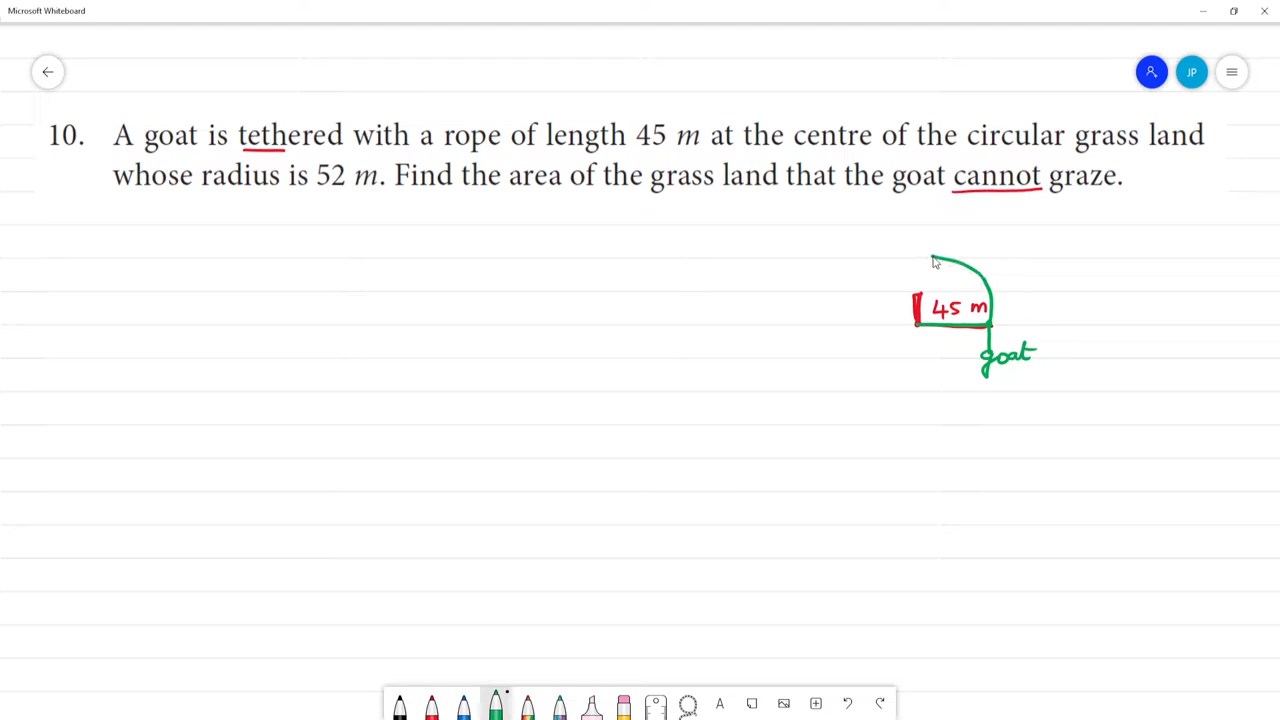 Microsoft Whiteboard
JP
10. A goat is tethered with a rope of length 45 m at the centre of the circular grass land
whose radius is 52 m. Find the area of the grass land that the goat cannot graze.
45 m
goat
A